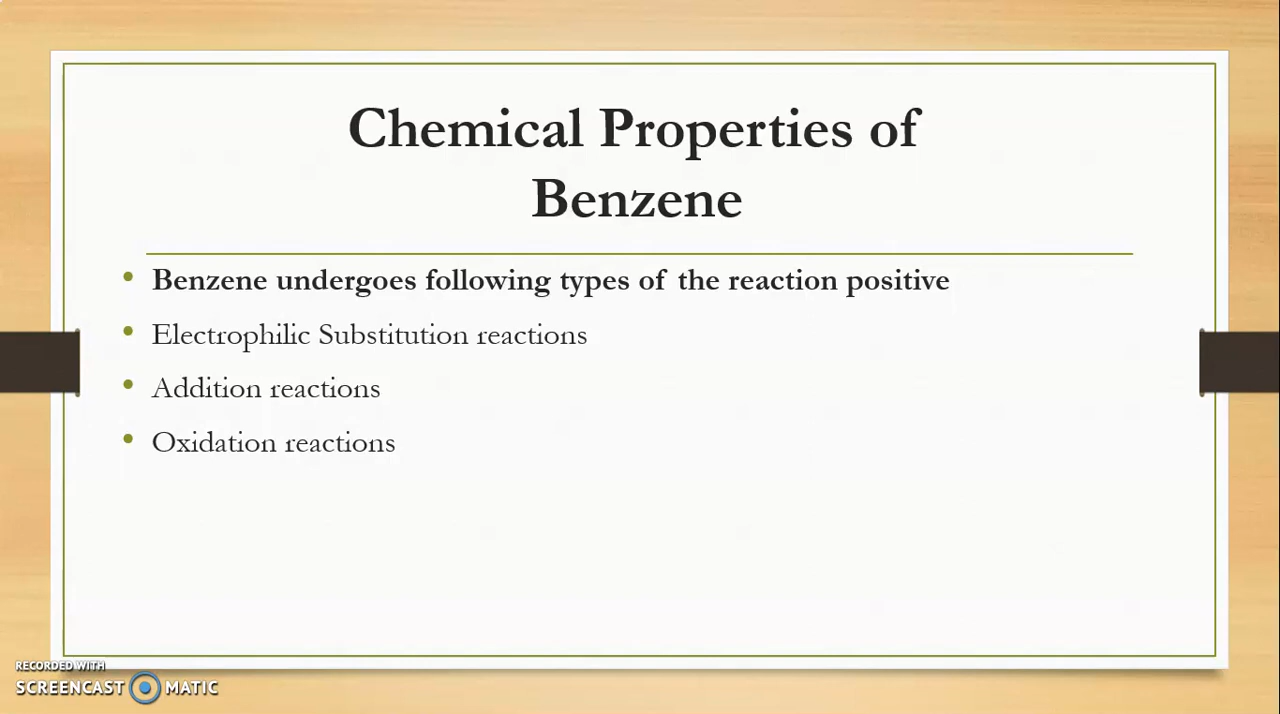 Chemical Properties of
Benzene
• Benzene undergoes following types of the reaction positive
• Electrophilic Substitution reactions
• Addition reactions
• Oxidation reactions
RECORDED WITH
SCREENCAST MATIC